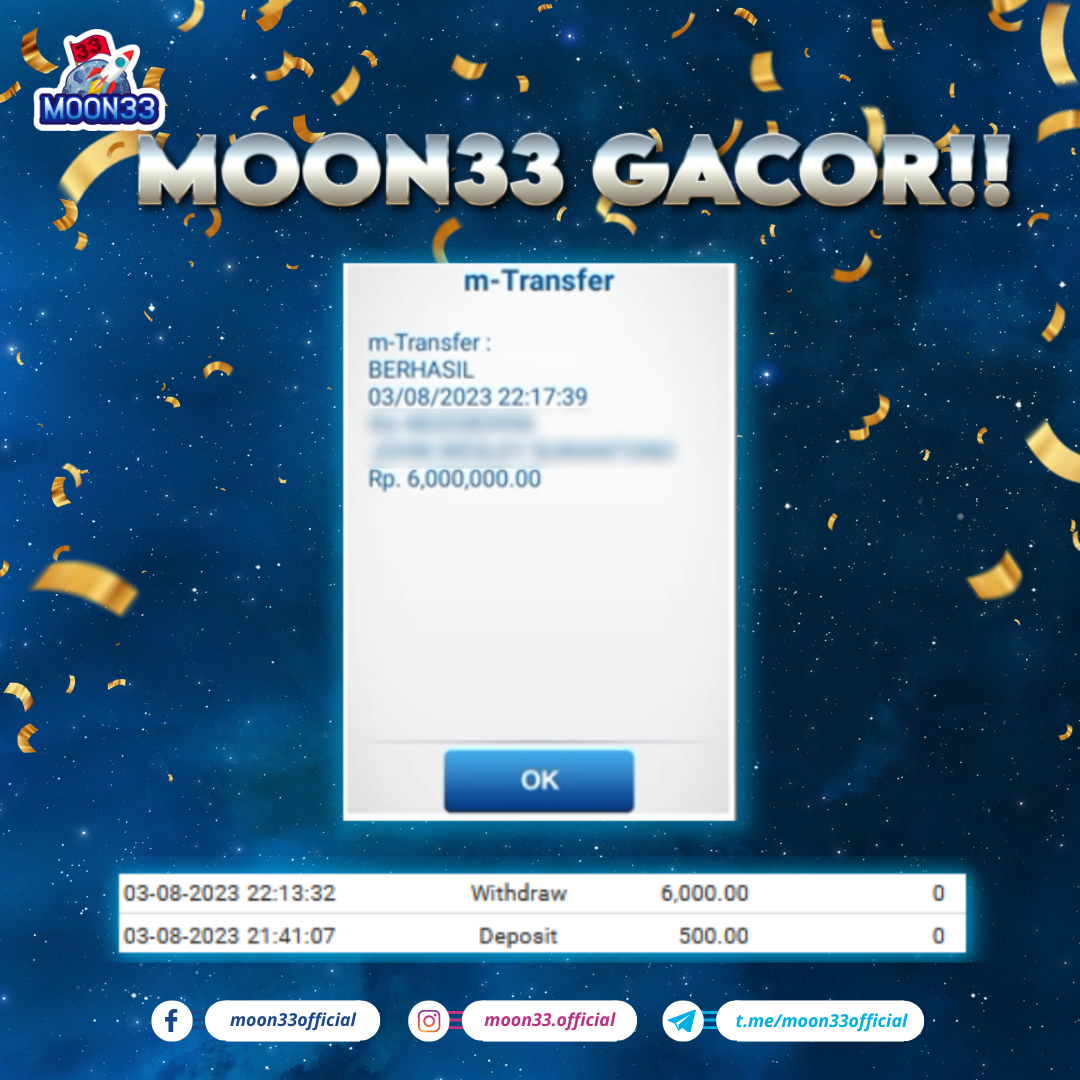 33
MOON33
MOON33 GACOR!!
m-Transfer
m-Transfer :
BERHASIL
03/08/2023 22:17:39
Rp. 6,000,000.00
OK
03-08-2023 22:13:32 Withdraw 6,000.00 0
03-08-2023 21:41:07 Deposit 500.00 0
moon33official moon33.official t.me/moon33official